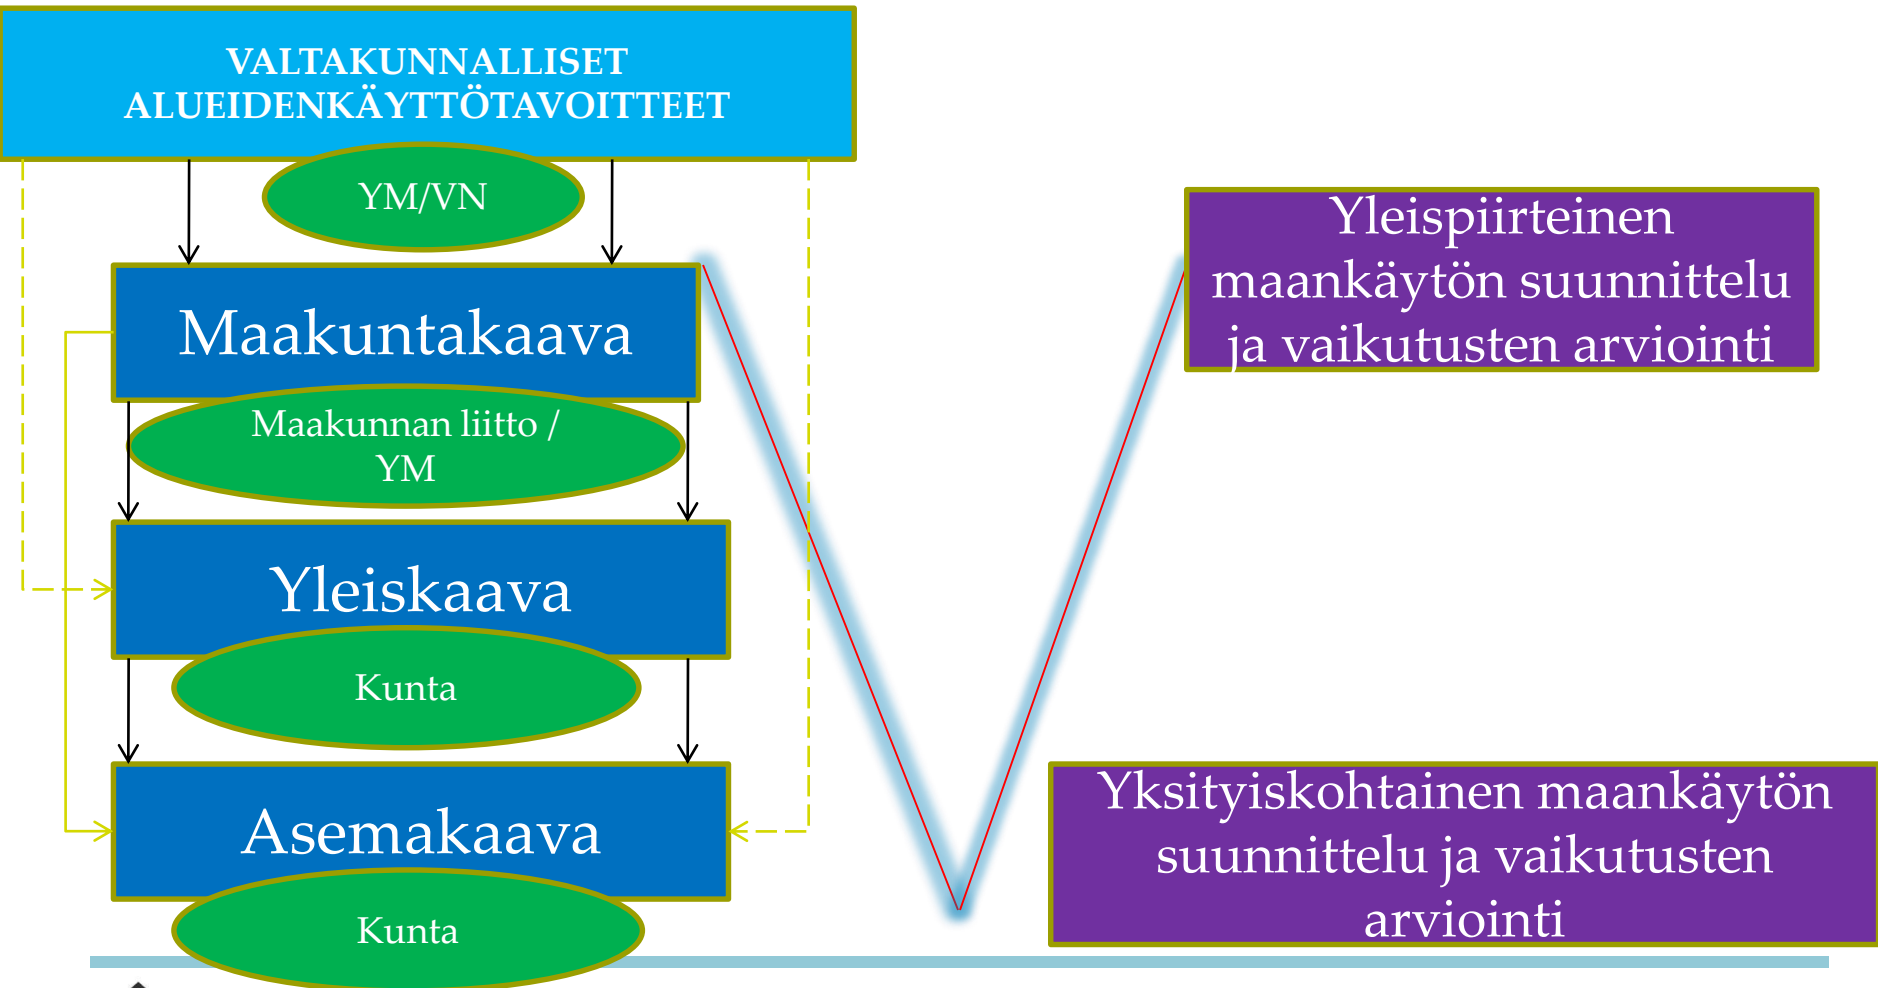 VALTAKUNNALLISET
ALUEIDENKÄYTTÖTAVOITTEET
YM/VN
Maakuntakaava
Maakunnan liitto /
YM
Yleiskaava
Kunta
Asemakaava
Kunta
Yleispiirteinen
maankäytön suunnittelu
ja vaikutusten arviointi
Yksityiskohtainen maankäytön
suunnittelu ja vaikutusten
arviointi